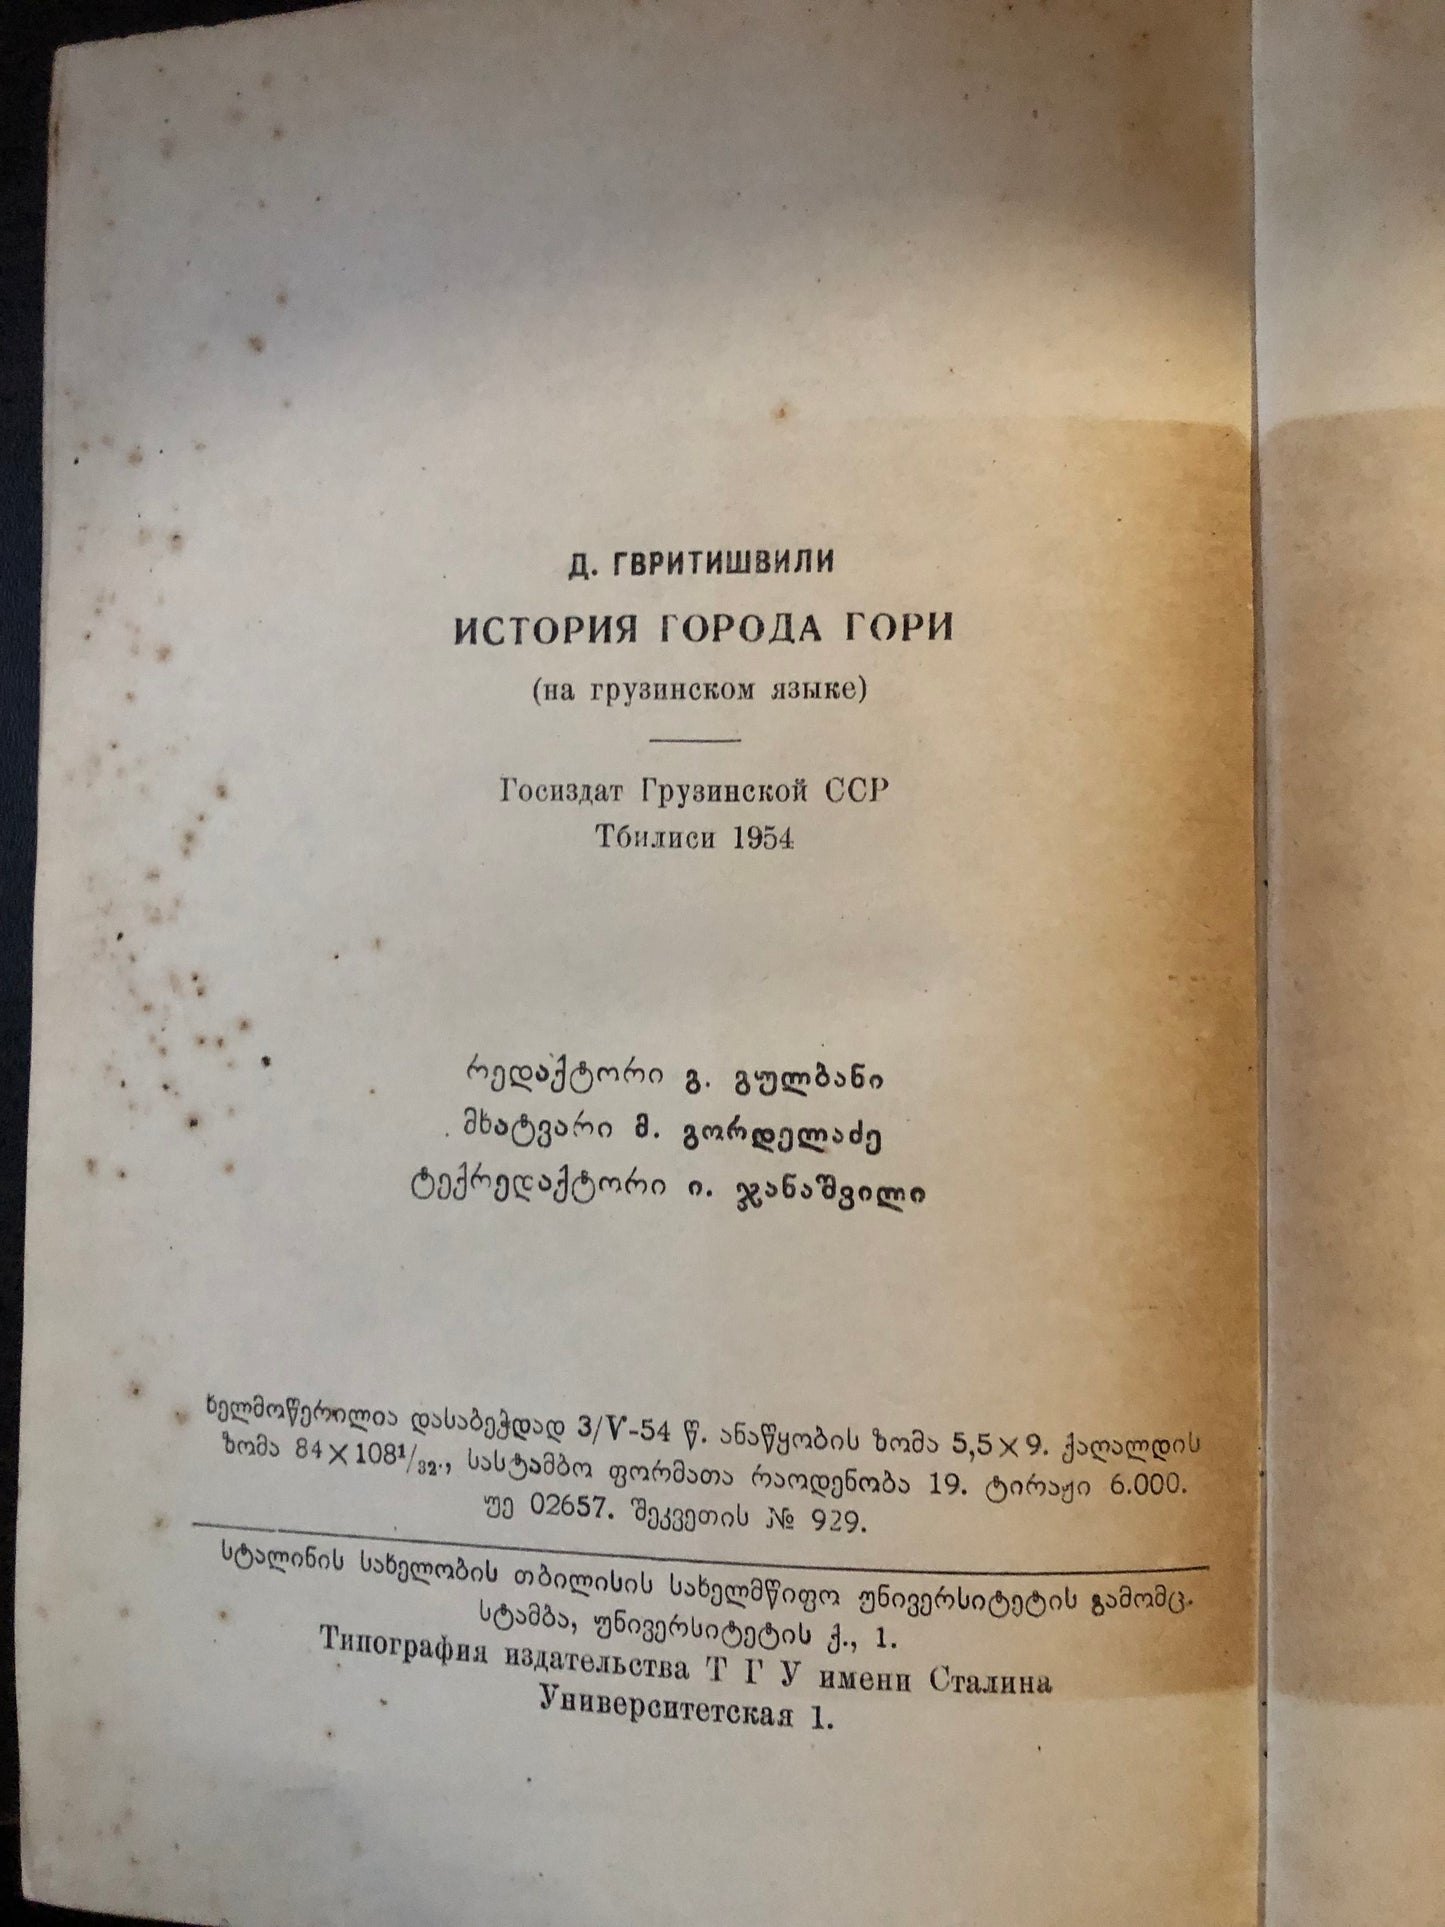 Д. ГВРИТИШВИЛИ
ИСТОРИЯ ГОРОДА ГОРИ
(на грузинском языке)
Госиздат Грузинской ССР
Тбилиси 1954
რედაქტორი გ. გულბანი
მხატვარი მ. გორდელაძე
ტექრედაქტორი ი. ჯანაშვილი
ხელმოწერილია დასაბეჭდად 3/V-54 წ. ანაწყობის ზომა 5,5×9. ქაღალდის
ზომა 84×108¹/₃₂., სასტამბო ფორმათა რაოდენობა 19. ტირაჟი 6.000.
უე 02657. შეკვეთის № 929.
სტალინის სახელობის თბილისის სახელმწიფო უნივერსიტეტის გამომც.
სტამბა, უნივერსიტეტის ქ., 1.
Типография издательства Т Г У имени Сталина
Университетская 1.